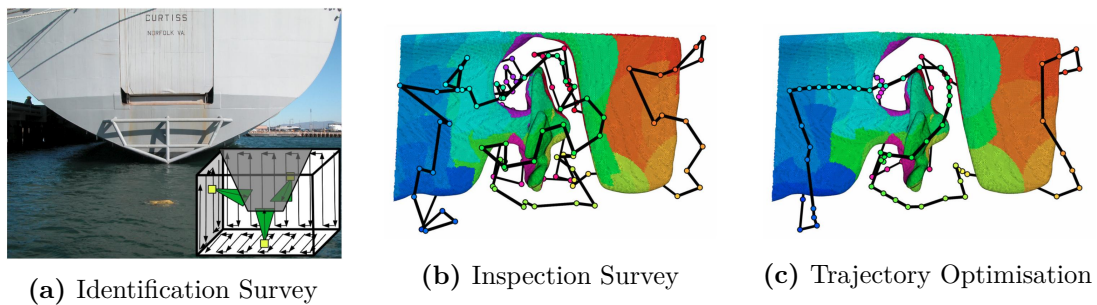 CURTISS
NORFOLK VA
(a) Identification Survey
(b) Inspection Survey
(c) Trajectory Optimisation